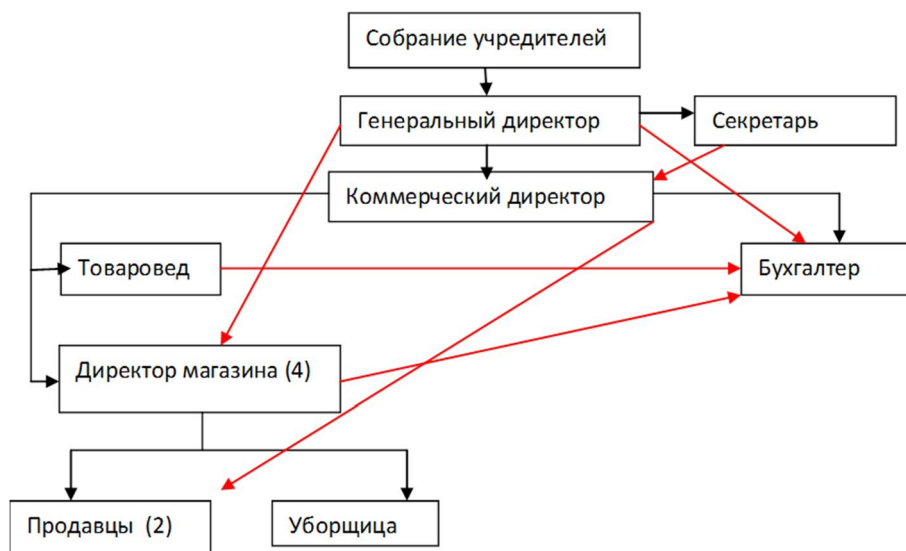 Собрание учредителей
Генеральный директор
Секретарь
Коммерческий директор
Товаровед
Бухгалтер
Директор магазина (4)
Продавцы (2)
Уборщица